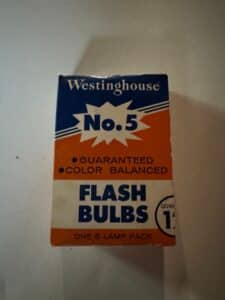 Westinghouse
No.5
• GUARANTEED
• COLOR BALANCED
FLASH
BULBS
ONE 6-LAMP PACK